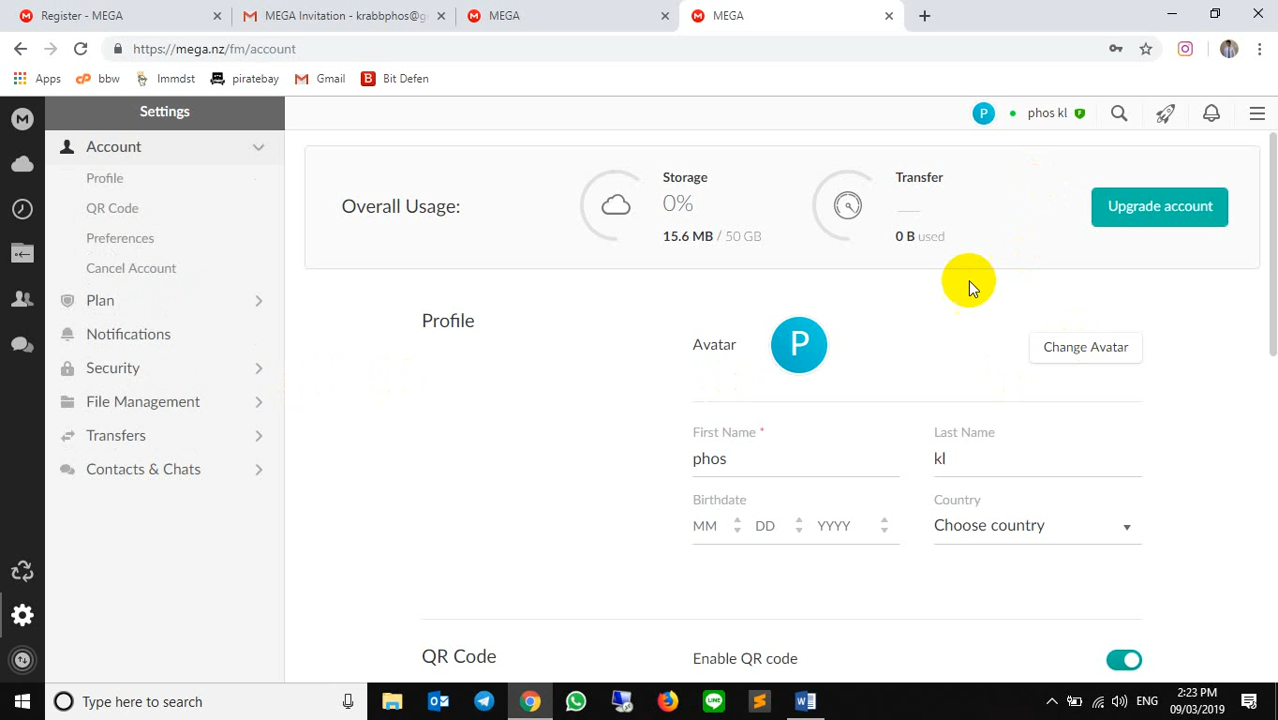 Register - MEGA
MEGA Invitation - krabbphos@g
MEGA
MEGA
https://mega.nz/fm/account
Apps
bbw
Immdst
piratebay
Gmail
Bit Defen
Settings
P
phos kl
Account
Profile
QR Code
Preferences
Cancel Account
Plan
Notifications
Security
File Management
Transfers
Contacts & Chats
Overall Usage:
Storage
0%
15.6 MB / 50 GB
Transfer
0 B used
Upgrade account
Profile
Avatar
P
Change Avatar
First Name *
Last Name
phos
kl
Birthdate
Country
MM DD YYYY
Choose country
QR Code
Enable QR code
Type here to search
ENG
2:23 PM
09/03/2019